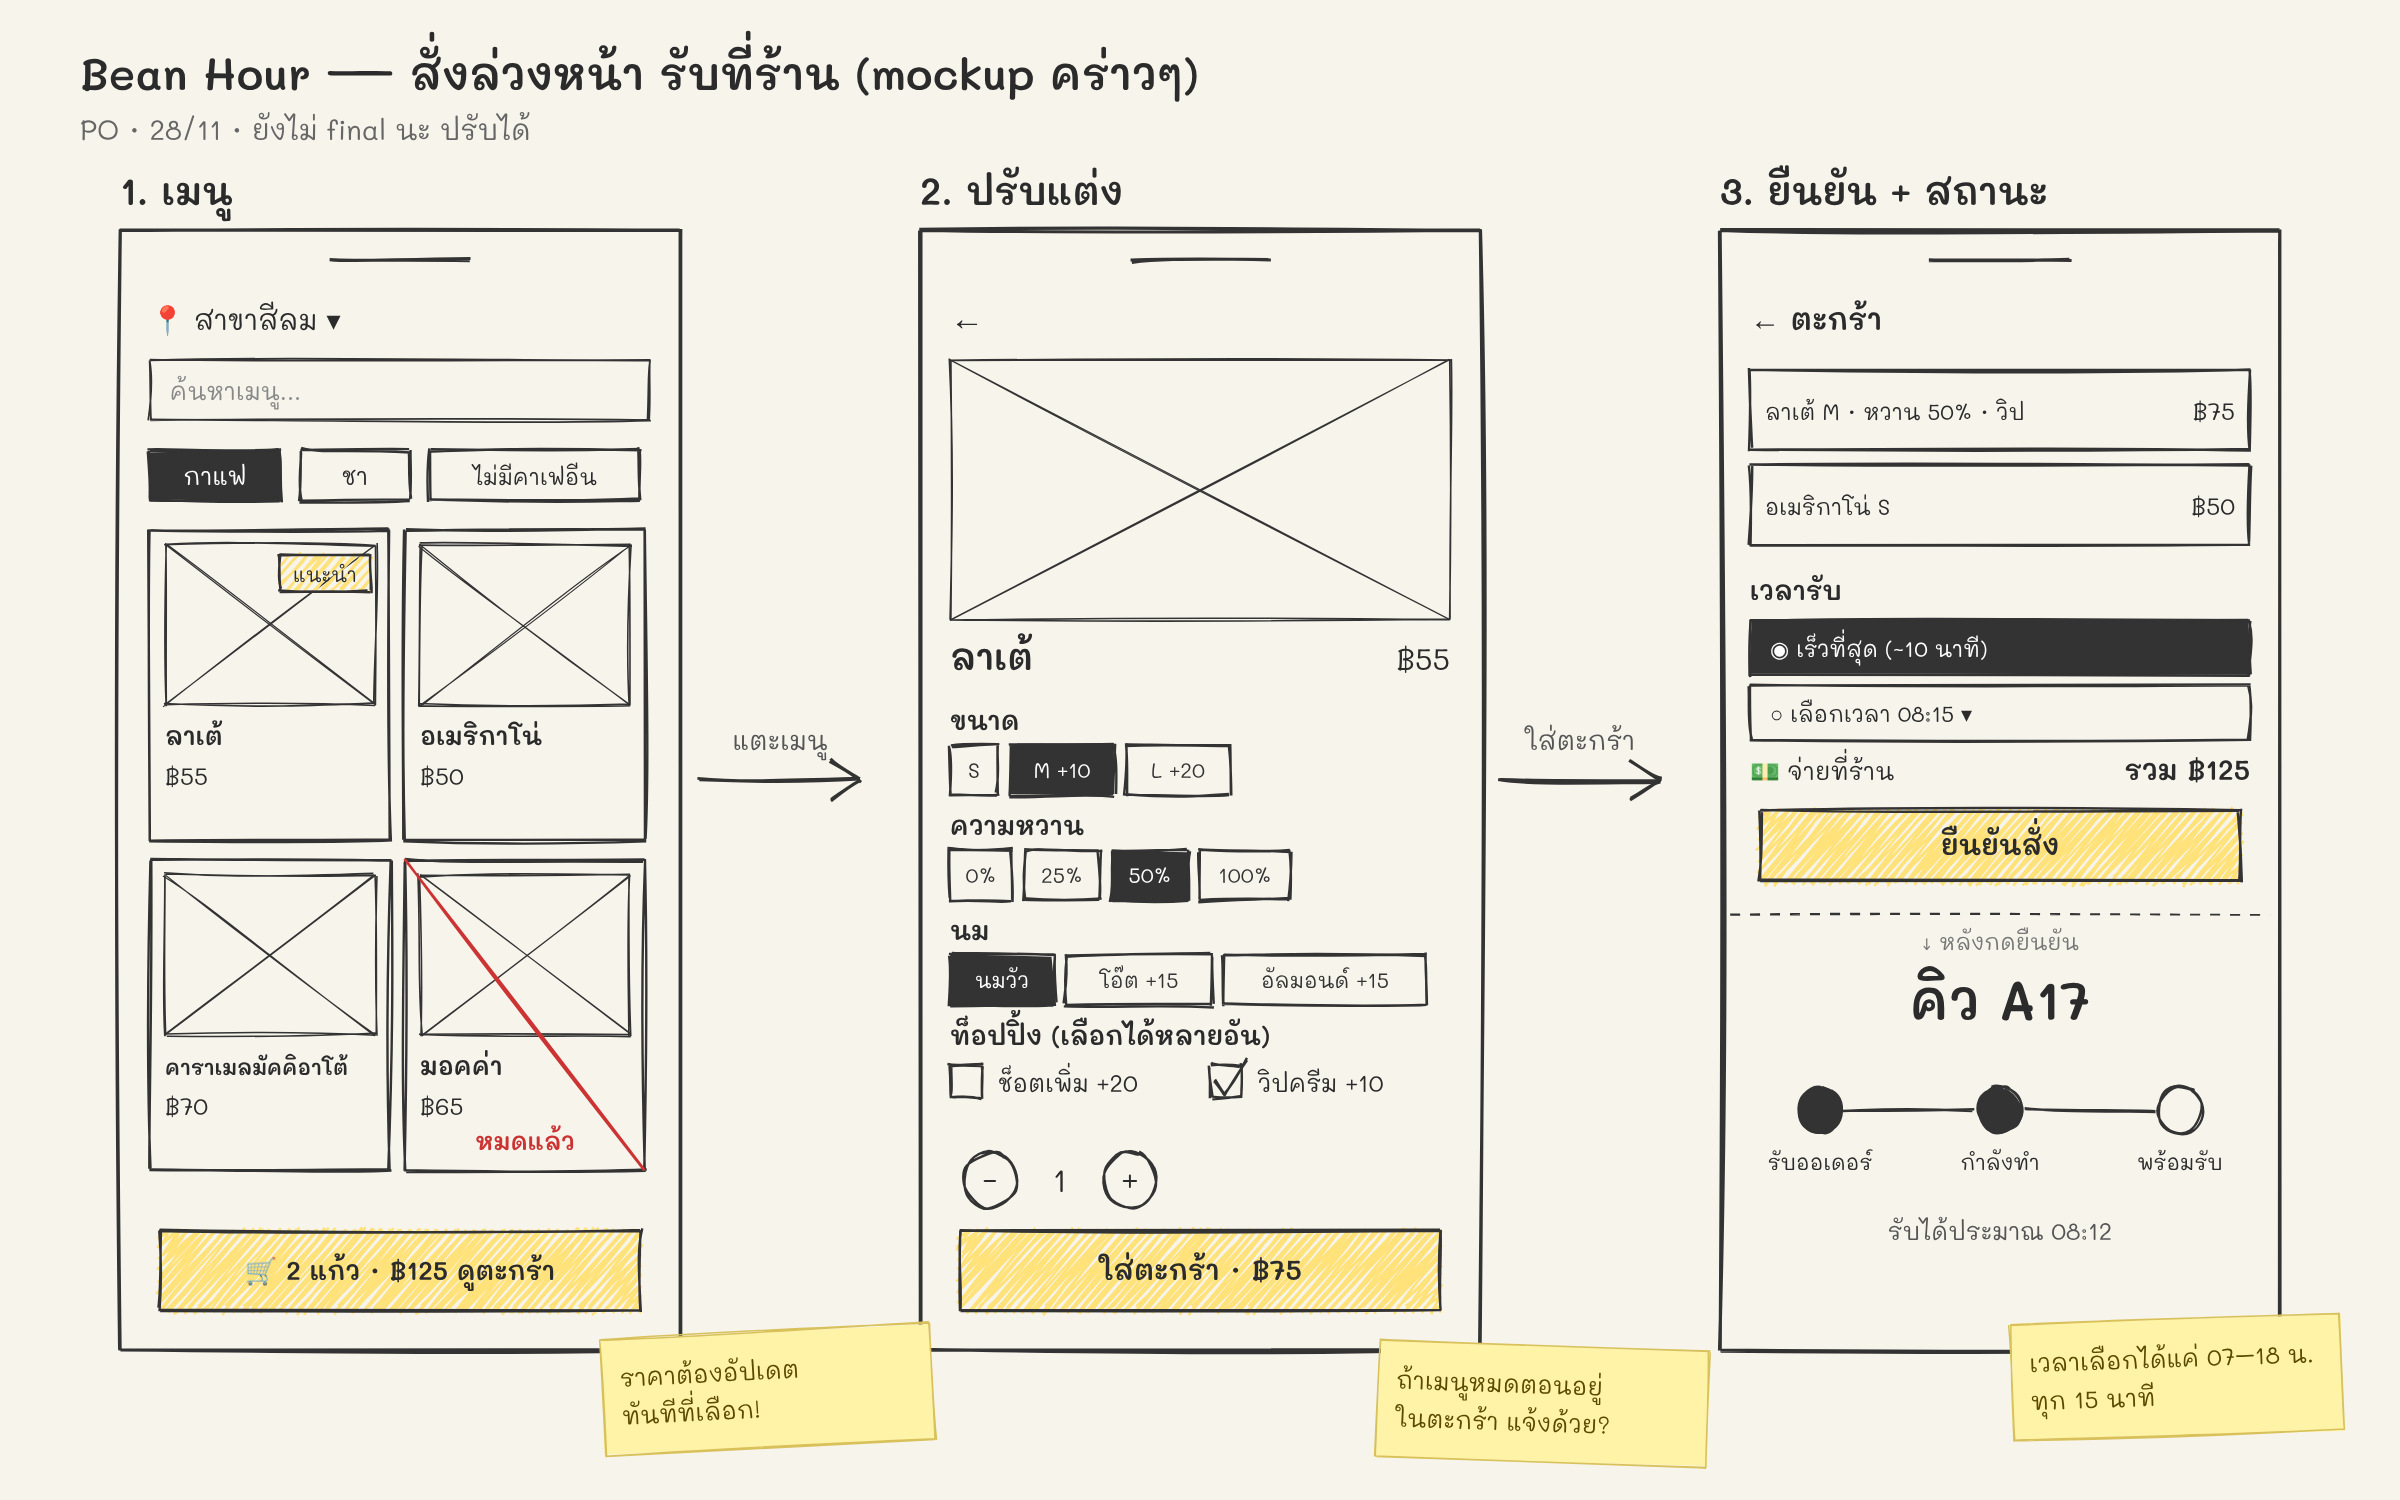 Bean Hour — สั่งล่วงหน้า รับที่ร้าน (mockup คร่าวๆ)
PO · 28/11 · ยังไม่ final นะ ปรับได้
1. เมนู
📍 สาขาสีลม ▾
ค้นหาเมนู...
กาแฟ
ชา
ไม่มีคาเฟอีน
แนะนำ
ลาเต้
฿55
อเมริกาโน่
฿50
คาราเมลมัคคิอาโต้
฿70
มอคค่า
฿65
หมดแล้ว
🛒 2 แก้ว · ฿125 ดูตะกร้า
ราคาต้องอัปเดต
ทันทีที่เลือก!
แตะเมนู
2. ปรับแต่ง
←
ลาเต้
฿55
ขนาด
S
M +10
L +20
ความหวาน
0%
25%
50%
100%
นม
นมวัว
โอ๊ต +15
อัลมอนด์ +15
ท็อปปิ้ง (เลือกได้หลายอัน)
ช็อตเพิ่ม +20
วิปครีม +10
−
1
+
ใส่ตะกร้า · ฿75
ถ้าเมนูหมดตอนอยู่
ในตะกร้า แจ้งด้วย?
ใส่ตะกร้า
3. ยืนยัน + สถานะ
← ตะกร้า
ลาเต้ M · หวาน 50% · วิป
฿75
อเมริกาโน่ S
฿50
เวลารับ
◉ เร็วที่สุด (~10 นาที)
○ เลือกเวลา 08:15 ▾
💵 จ่ายที่ร้าน
รวม ฿125
ยืนยันสั่ง
↓ หลังกดยืนยัน
คิว A17
รับออเดอร์
กำลังทำ
พร้อมรับ
รับได้ประมาณ 08:12
เวลาเลือกได้แค่ 07–18 น.
ทุก 15 นาที